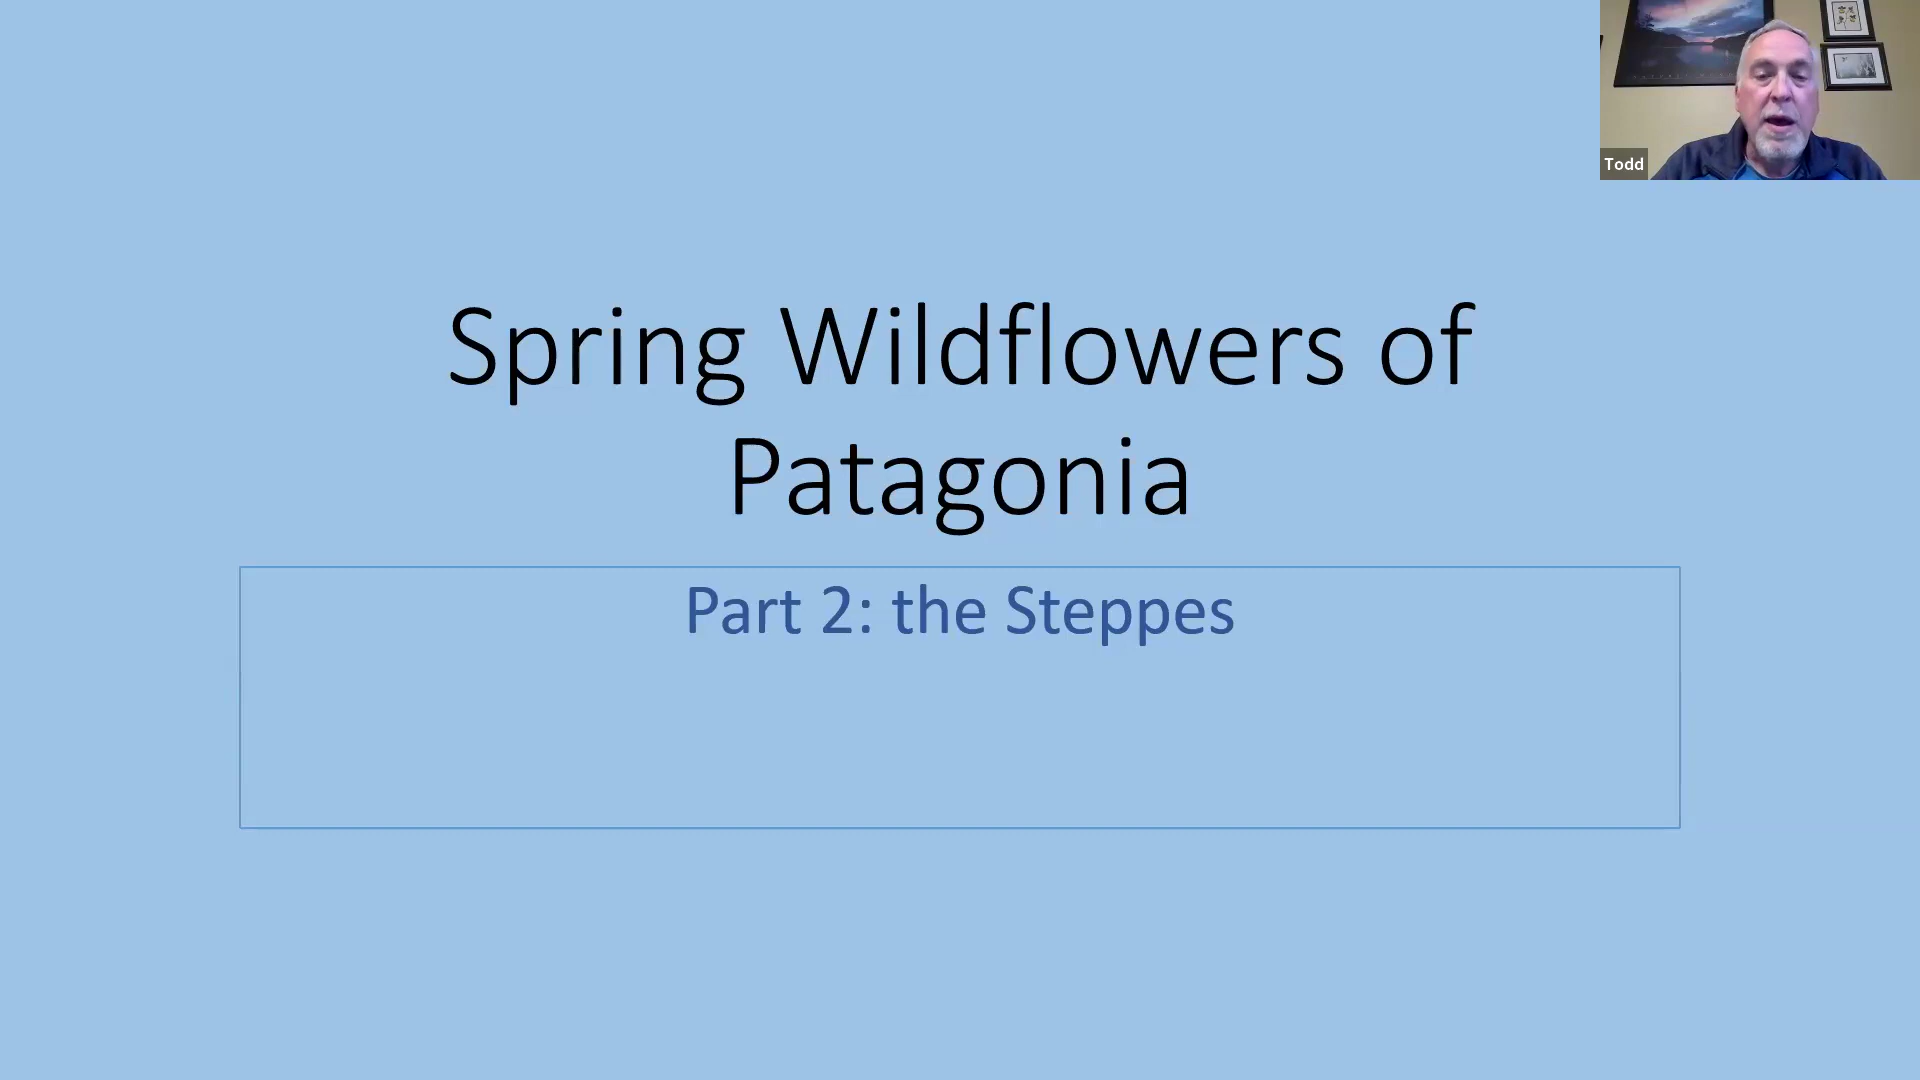 Todd
Spring Wildflowers of
Patagonia
Part 2: the Steppes